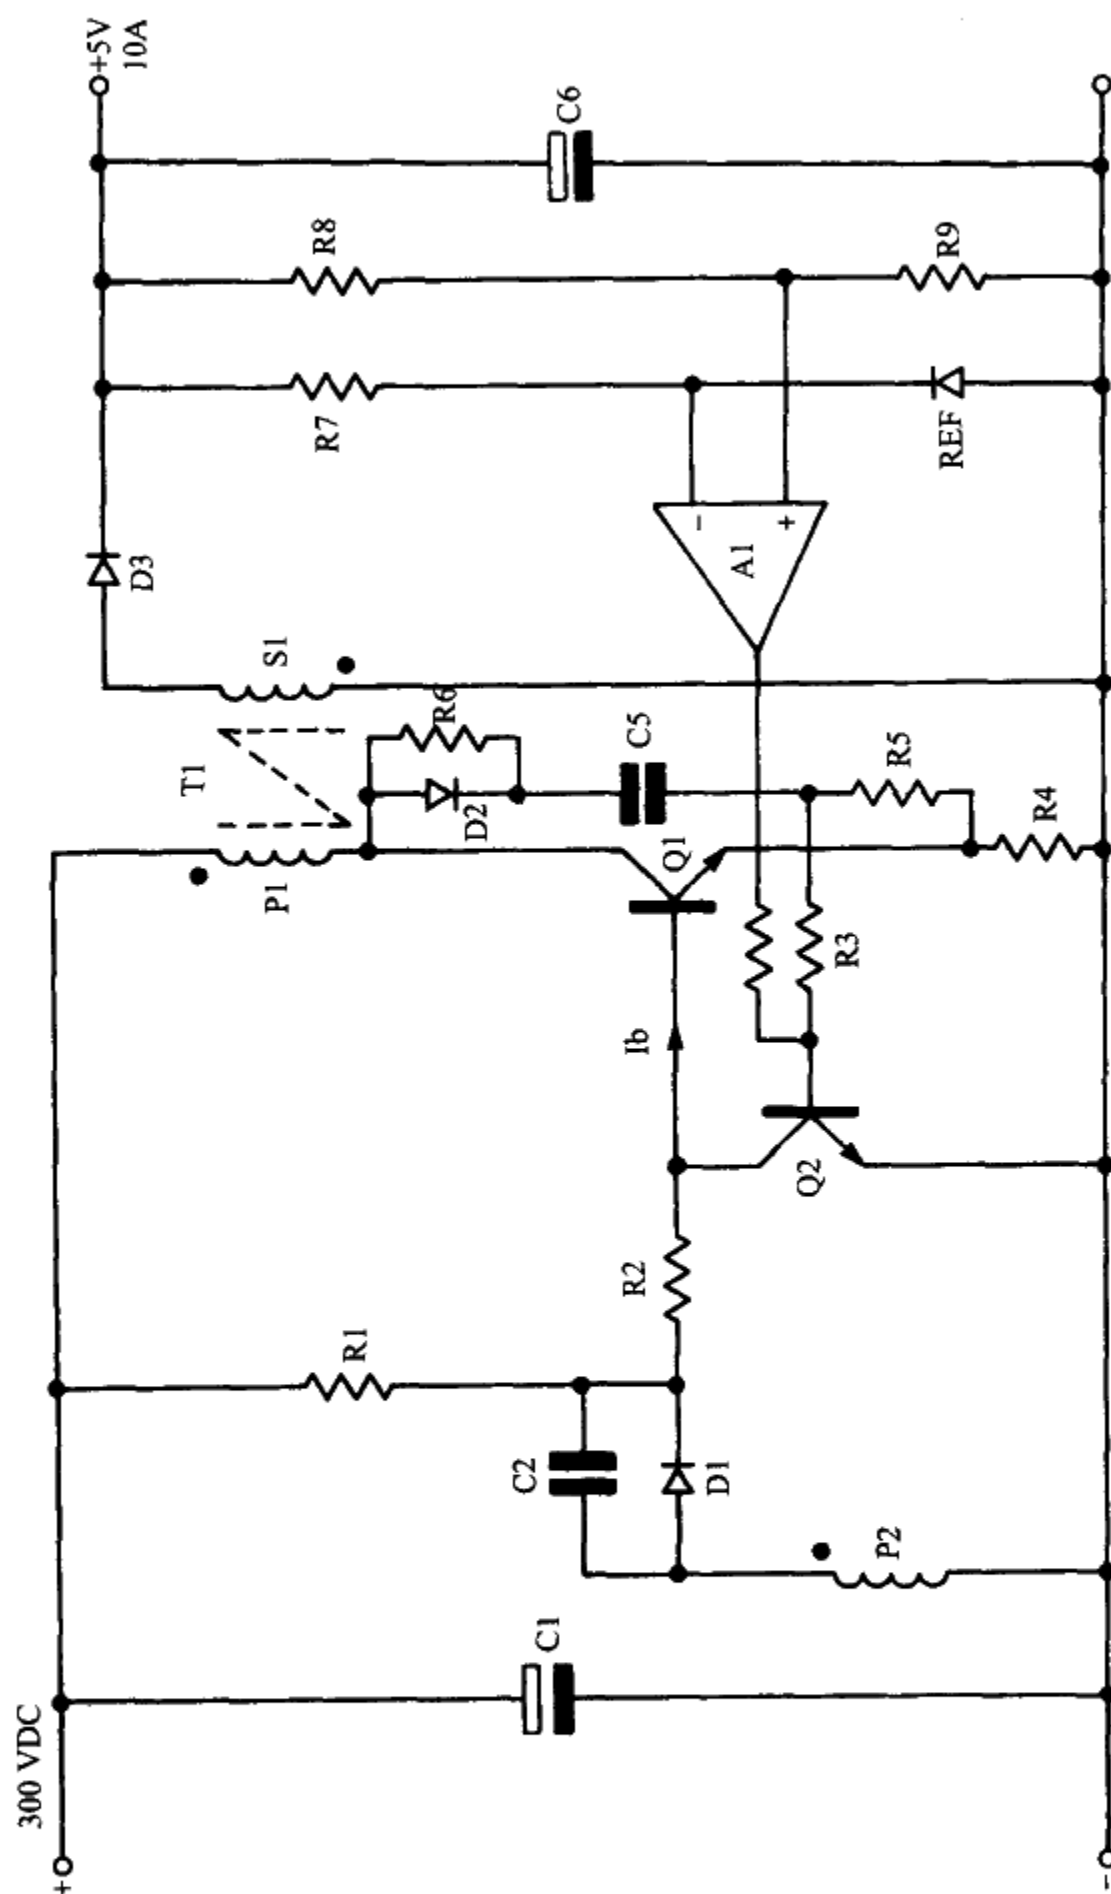 300 VDC
+
-
C1
P2
C2
D1
R1
R2
Ib
Q2
R3
Q1
P1
T1
S1
D2
R6
C5
R5
R4
A1
-
+
D3
R7
REF
R8
R9
C6
+5V
10A